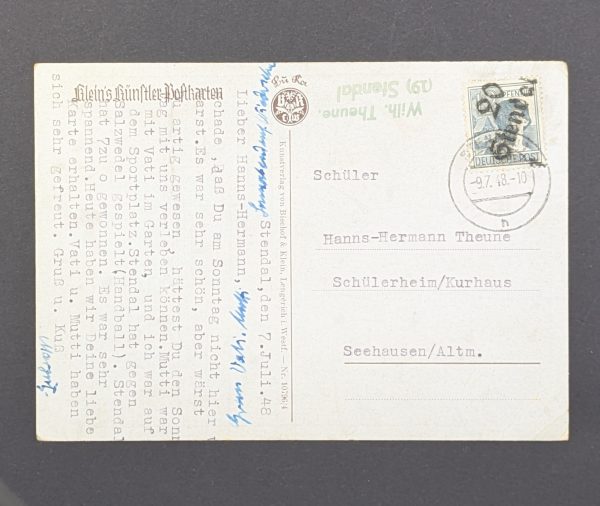 Klein's Künstler-Postkarten
Stendal, den 7.Juli.48
Lieber Hanns-Hermann,
schade, daß Du am Sonntag nicht hier
warst.Es war sehr schön, aber wärst
Du artig gewesen, hättest Du den Sonn
mit uns verleben können.Mutti war
mit Vati im Garten, und ich war auf
dem Sportplatz.Stendal hat gegen
Salzwedel gespielt(Handball). Stendal
hat 7zu 0 gewonnen. Es war sehr
spannend.Heute haben wir Deine liebe
Karte erhalten.Vati u. Mutti haben
sich sehr gefreut. Gruß u. Kuß
Kunstverlag von Bischof & Klein, Lengerich i. Westf. — Nr. 1059/4
Wilh. Theune,
(19) Stendal
20
DEUTSCHE POST
-9.7.48.-10
h
Schüler
Hanns-Hermann Theune
Schülerheim/Kurhaus
Seehausen/Altm.